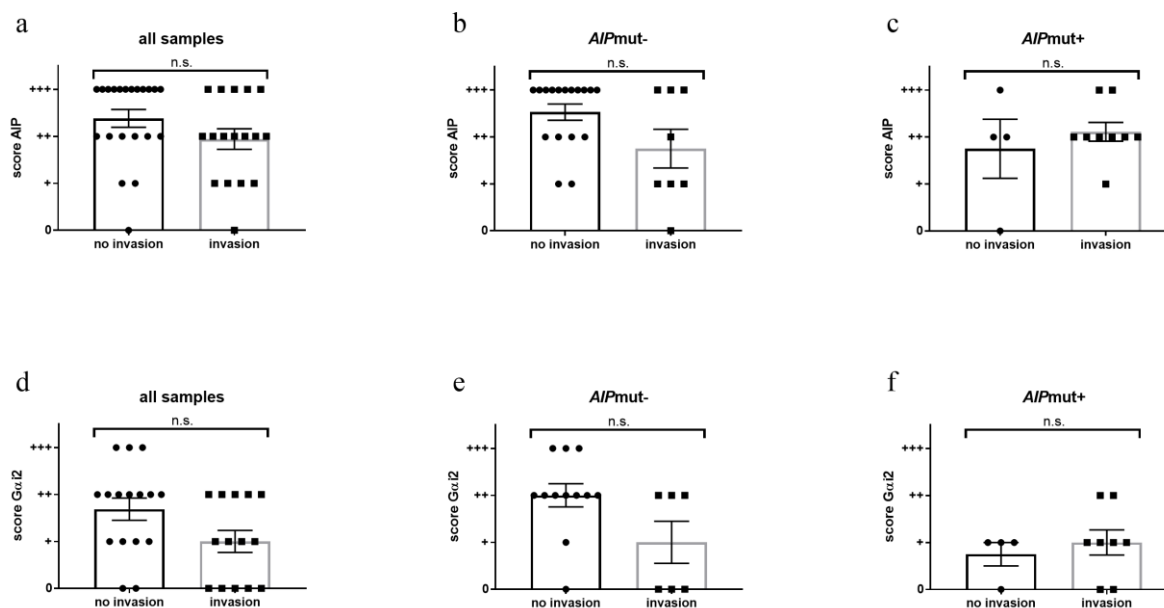 a
all samples
n.s.
score AIP
+++
++
+
0
no invasion
invasion
b
AIPmut-
n.s.
score AIP
+++
++
+
0
no invasion
invasion
c
AIPmut+
n.s.
score AIP
+++
++
+
0
no invasion
invasion
d
all samples
n.s.
score Gαi2
+++
++
+
0
no invasion
invasion
e
AIPmut-
n.s.
score Gαi2
+++
++
+
0
no invasion
invasion
f
AIPmut+
n.s.
score Gαi2
+++
++
+
0
no invasion
invasion